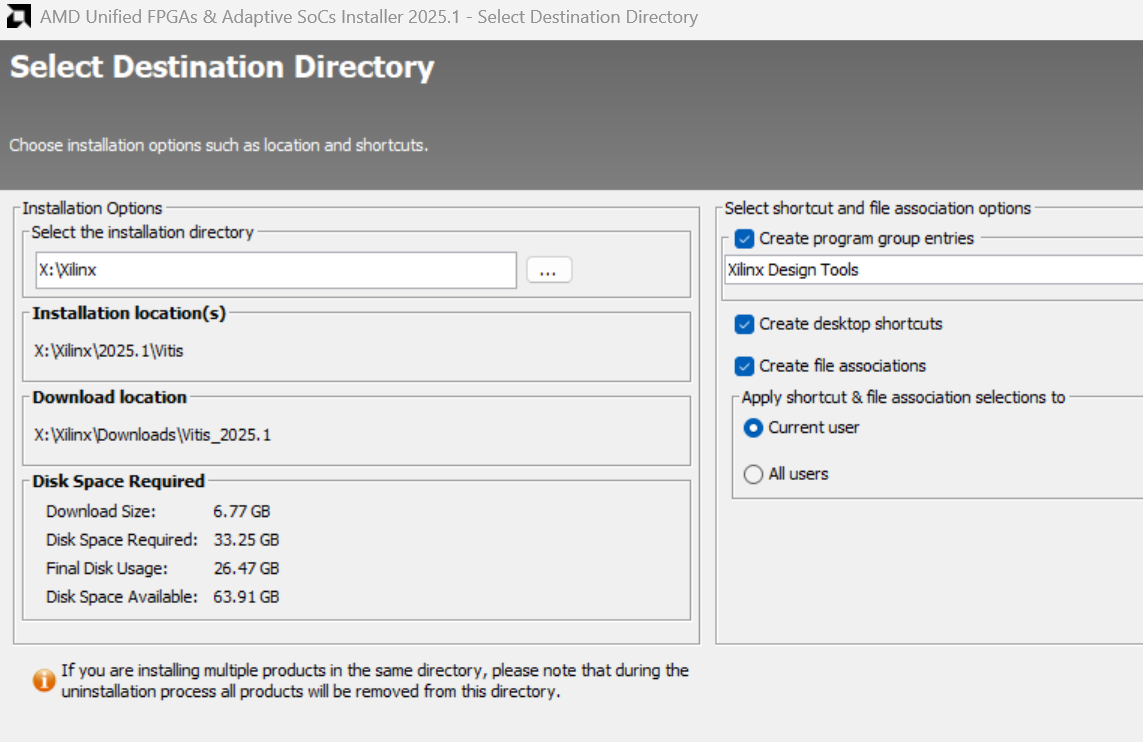 AMD Unified FPGAs & Adaptive SoCs Installer 2025.1 - Select Destination Directory
Select Destination Directory
Choose installation options such as location and shortcuts.
Installation Options
Select the installation directory
X:\Xilinx
...
Installation location(s)
X:\Xilinx\2025.1\Vitis
Download location
X:\Xilinx\Downloads\Vitis_2025.1
Disk Space Required
Download Size: 6.77 GB
Disk Space Required: 33.25 GB
Final Disk Usage: 26.47 GB
Disk Space Available: 63.91 GB
Select shortcut and file association options
Create program group entries
Xilinx Design Tools
Create desktop shortcuts
Create file associations
Apply shortcut & file association selections to
Current user
All users
If you are installing multiple products in the same directory, please note that during the
uninstallation process all products will be removed from this directory.